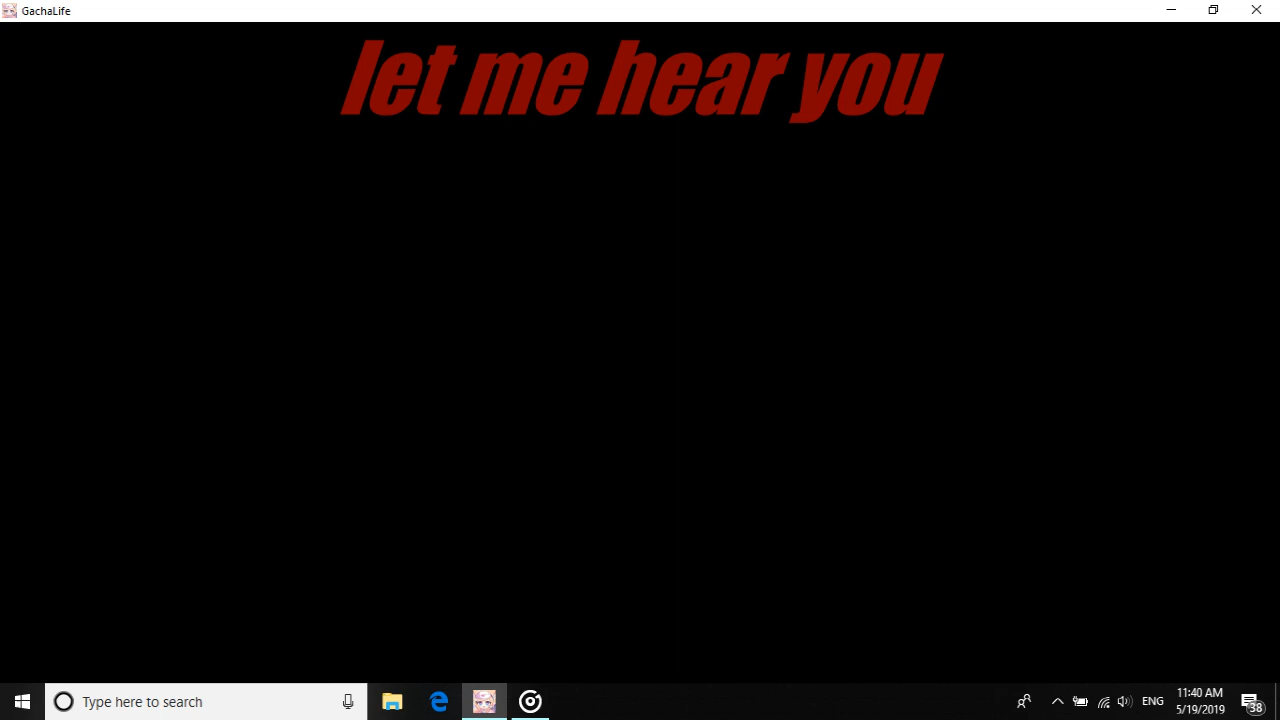 GachaLife
let me hear you
Type here to search
ENG
11:40 AM
5/19/2019
38